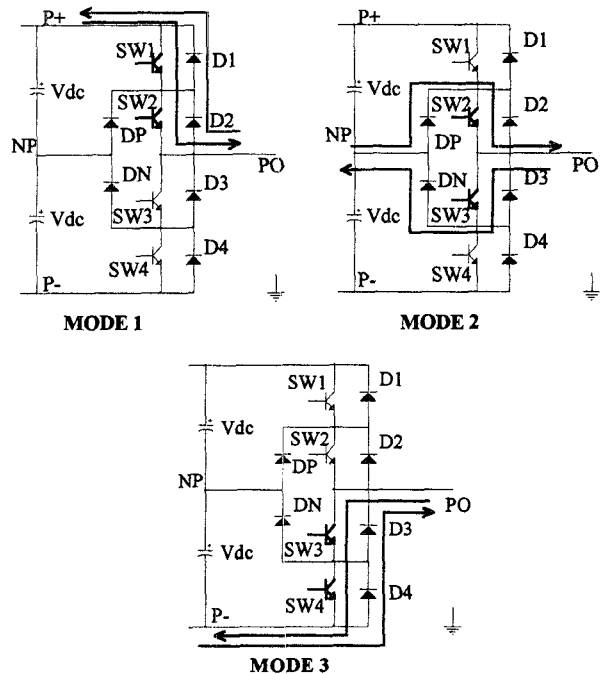 P+
SW1
D1
Vdc
SW2
D2
DP
NP
PO
DN
D3
Vdc
SW3
D4
SW4
P-
MODE 1
P+
SW1
D1
Vdc
SW2
D2
NP
DP
PO
DN
D3
Vdc
SW3
D4
SW4
P-
MODE 2
SW1
D1
Vdc
SW2
D2
DP
NP
PO
DN
D3
Vdc
SW3
D4
SW4
P-
MODE 3